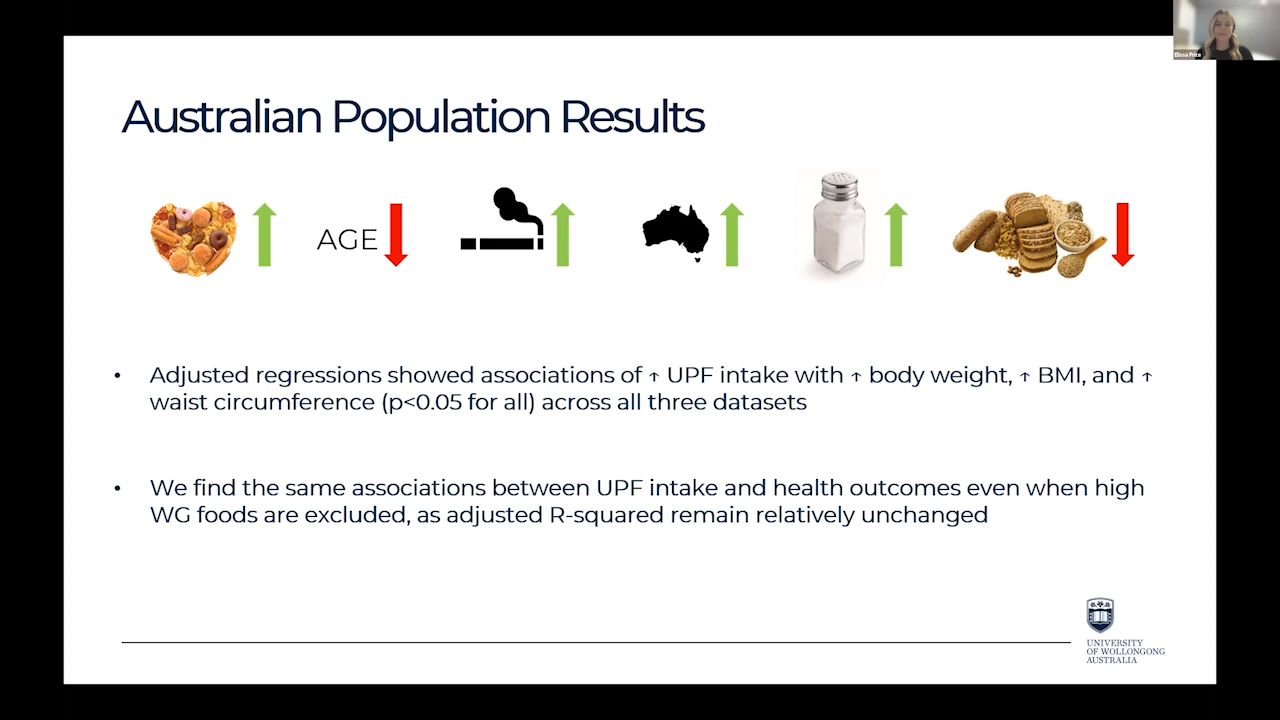 Elissa Price
Australian Population Results
AGE
• Adjusted regressions showed associations of ↑ UPF intake with ↑ body weight, ↑ BMI, and ↑
waist circumference (p<0.05 for all) across all three datasets
• We find the same associations between UPF intake and health outcomes even when high
WG foods are excluded, as adjusted R-squared remain relatively unchanged
UNIVERSITY
OF WOLLONGONG
AUSTRALIA